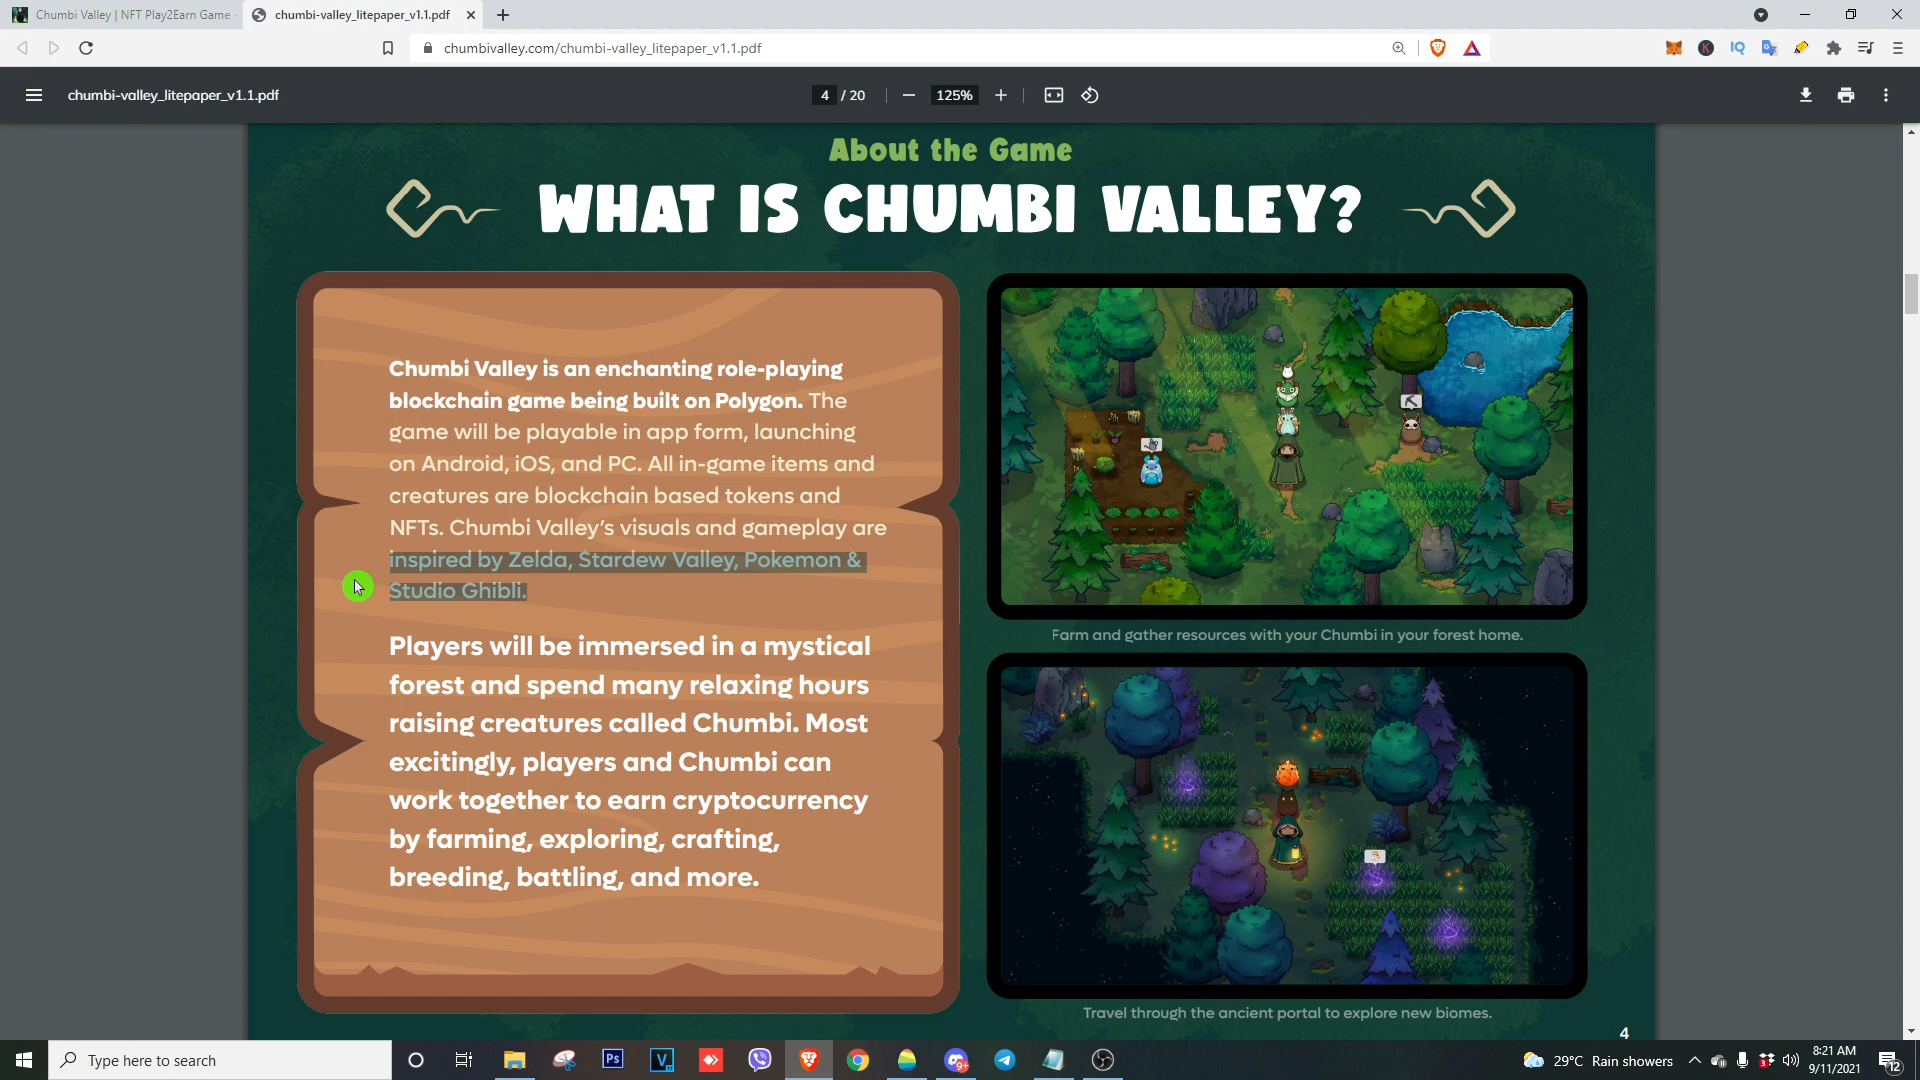 Chumbi Valley | NFT Play2Earn Game
chumbi-valley_litepaper_v1.1.pdf
chumbivalley.com/chumbi-valley_litepaper_v1.1.pdf
chumbi-valley_litepaper_v1.1.pdf
4 / 20
125%
About the Game
WHAT IS CHUMBI VALLEY?
Chumbi Valley is an enchanting role-playing
blockchain game being built on Polygon. The
game will be playable in app form, launching
on Android, iOS, and PC. All in-game items and
creatures are blockchain based tokens and
NFTs. Chumbi Valley's visuals and gameplay are
inspired by Zelda, Stardew Valley, Pokemon &
Studio Ghibli.
Players will be immersed in a mystical
forest and spend many relaxing hours
raising creatures called Chumbi. Most
excitingly, players and Chumbi can
work together to earn cryptocurrency
by farming, exploring, crafting,
breeding, battling, and more.
Farm and gather resources with your Chumbi in your forest home.
Travel through the ancient portal to explore new biomes.
4
Type here to search
Ps
V
9+
29°C Rain showers
8:21 AM
9/11/2021
12